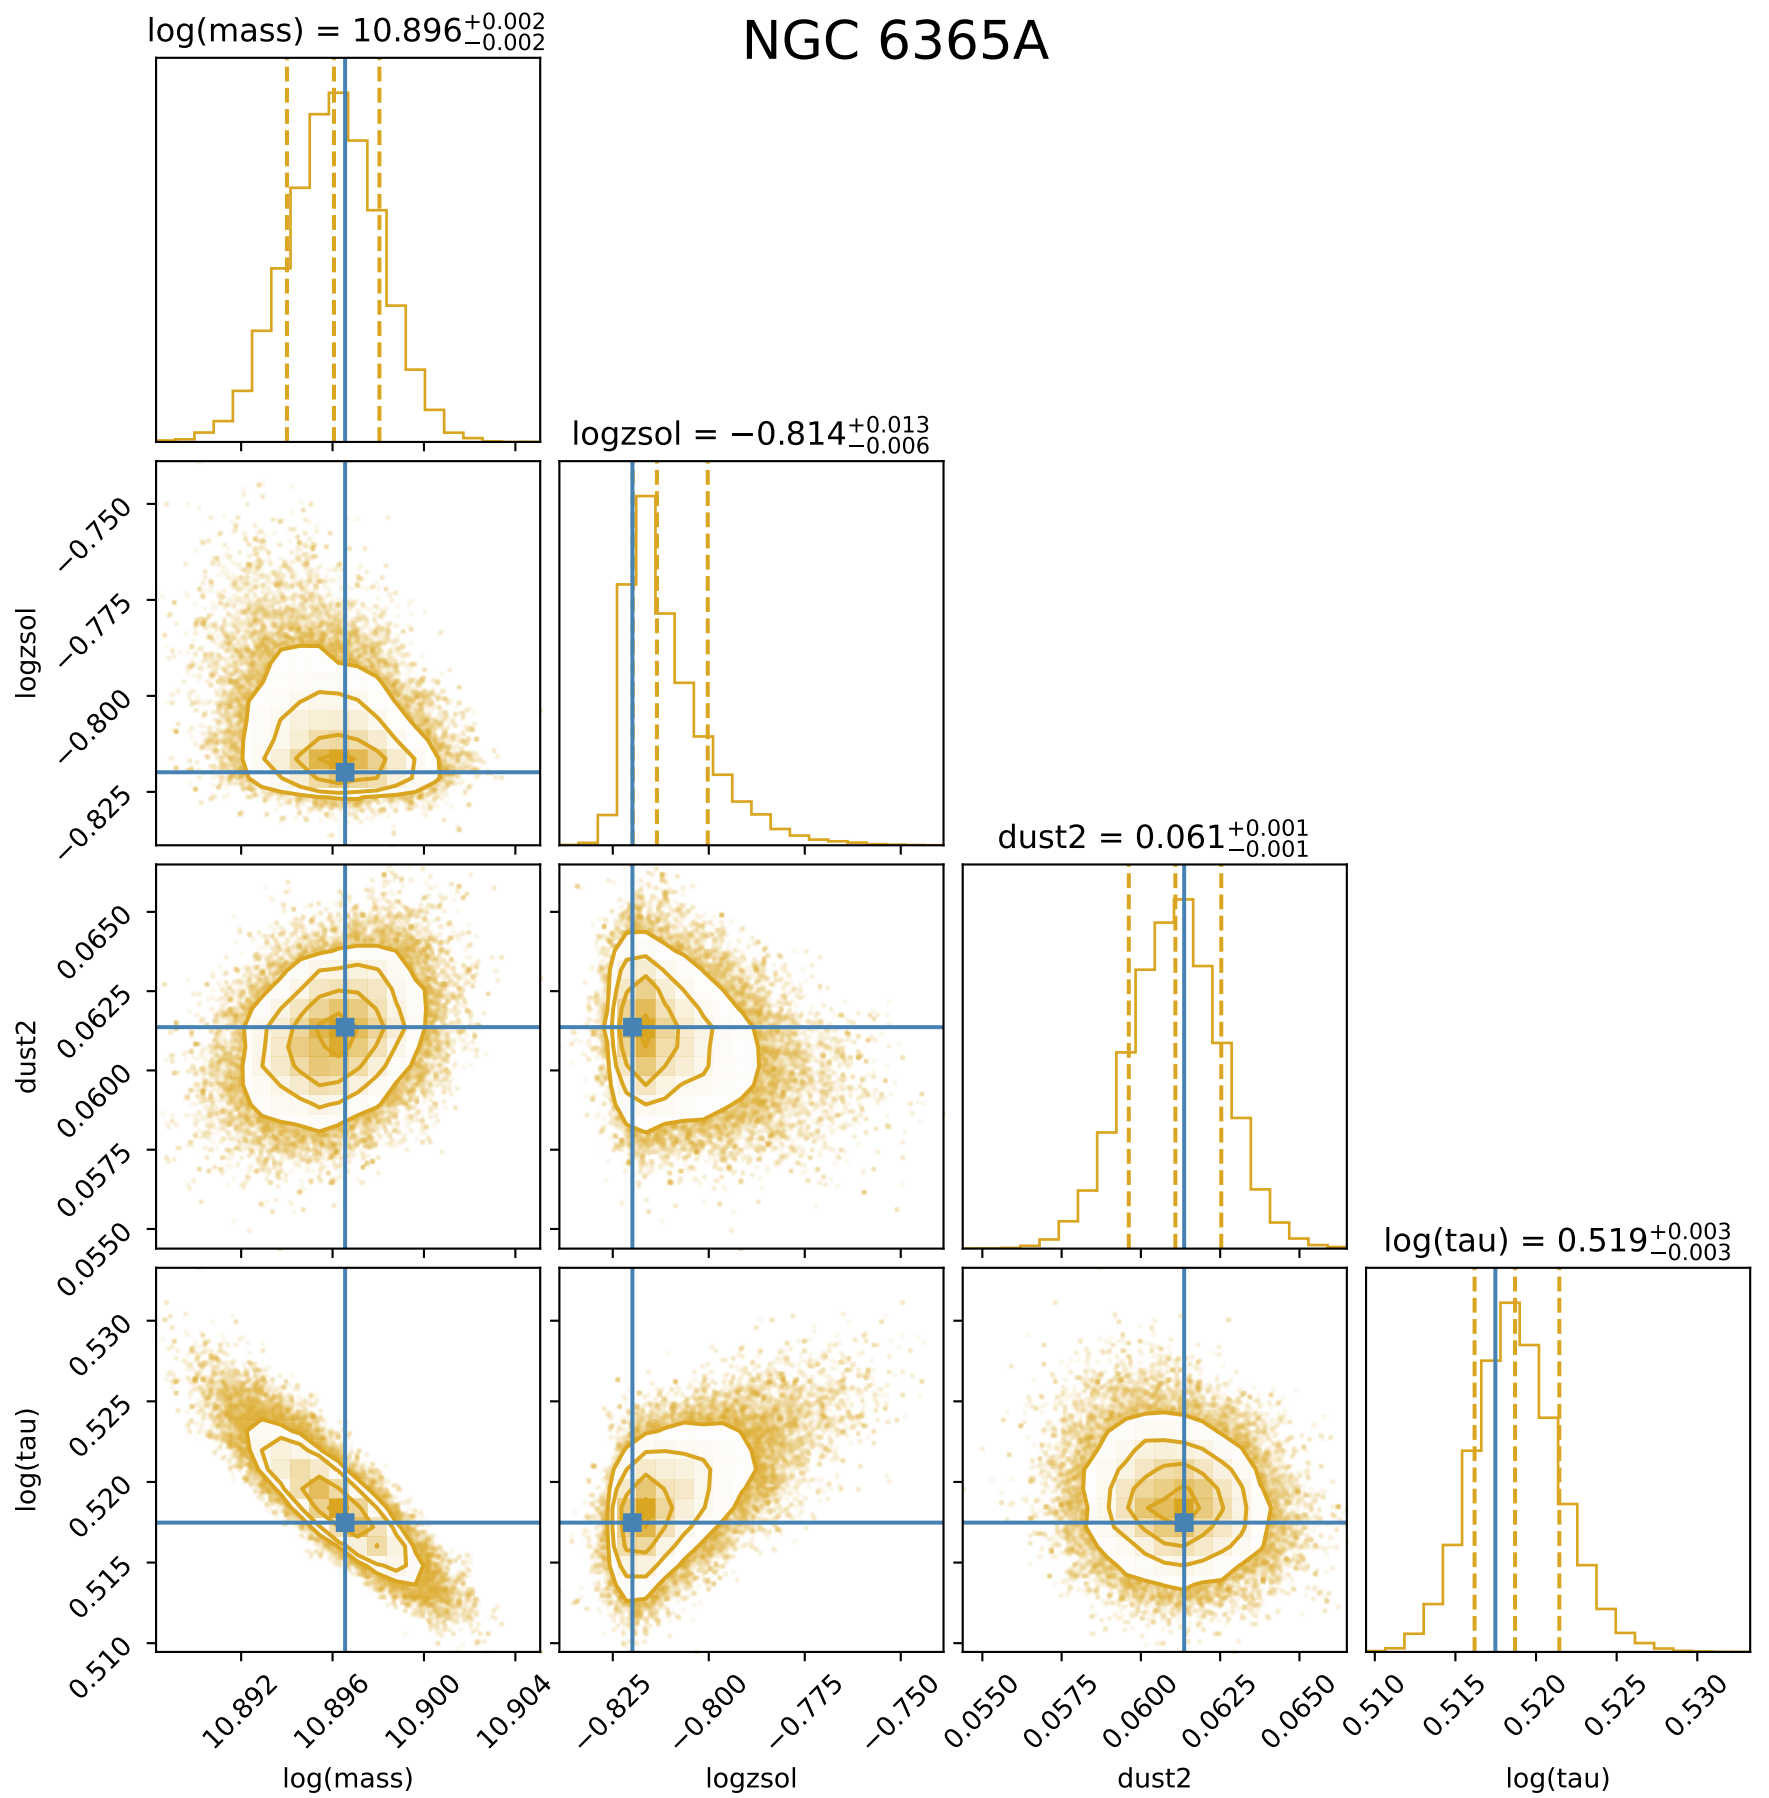 NGC 6365A
log(mass) = 10.896+0.002−0.002
logzsol = −0.814+0.013−0.006
dust2 = 0.061+0.001−0.001
log(tau) = 0.519+0.003−0.003
−0.750
−0.775
−0.800
−0.825
logzsol
0.0650
0.0625
0.0600
0.0575
0.0550
dust2
0.530
0.525
0.520
0.515
0.510
log(tau)
10.892 10.896 10.900 10.904
−0.825 −0.800 −0.775 −0.750
0.0550 0.0575 0.0600 0.0625 0.0650
0.510 0.515 0.520 0.525 0.530
log(mass)
logzsol
dust2
log(tau)